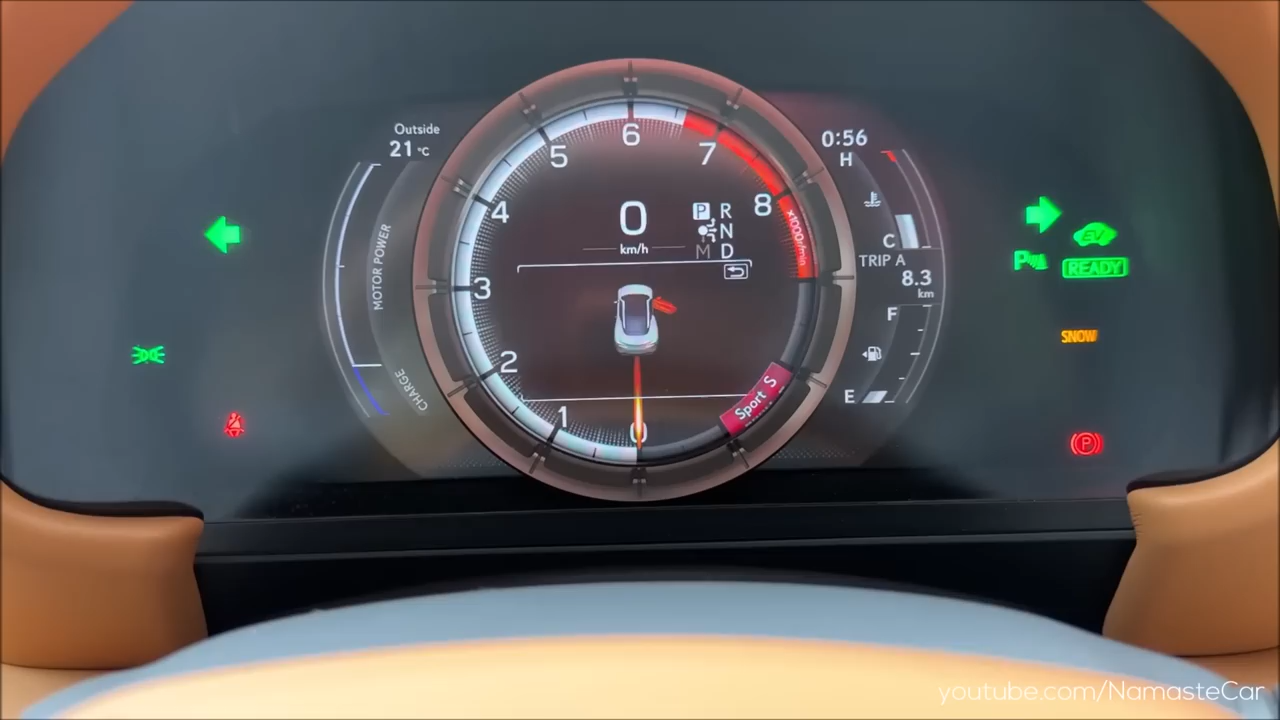 Outside
21 °C
0:56
H
6
5
7
4
8
0
km/h
P R
N
M D
x1000r/min
MOTOR POWER
C
TRIP A
8.3
km
3
EV
READY
F
SNOW
2
CHARGE
1
0
Sport S
E
P
youtube.com/NamasteCar